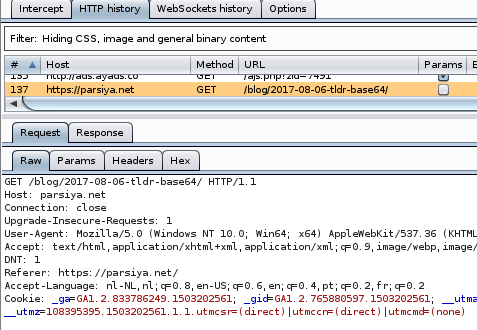 Intercept HTTP history WebSockets history Options
Filter: Hiding CSS, image and general binary content
# Host Method URL Params
http://ads.ayads.co GET /ajs.php?zid=7491
137 https://parsiya.net GET /blog/2017-08-06-tldr-base64/
Request Response
Raw Params Headers Hex
GET /blog/2017-08-06-tldr-base64/ HTTP/1.1
Host: parsiya.net
Connection: close
Upgrade-Insecure-Requests: 1
User-Agent: Mozilla/5.0 (Windows NT 10.0; Win64; x64) AppleWebKit/537.36 (KHTML
Accept: text/html,application/xhtml+xml,application/xml;q=0.9,image/webp,image/
DNT: 1
Referer: https://parsiya.net/
Accept-Language: nl-NL,nl;q=0.8,en-US;q=0.6,en;q=0.4,pt;q=0.2,fr;q=0.2
Cookie: _ga=GA1.2.833786249.1503202561; _gid=GA1.2.765880597.1503202561; __utma
__utmz=108395395.1503202561.1.1.utmcsr=(direct)|utmccn=(direct)|utmcmd=(none)